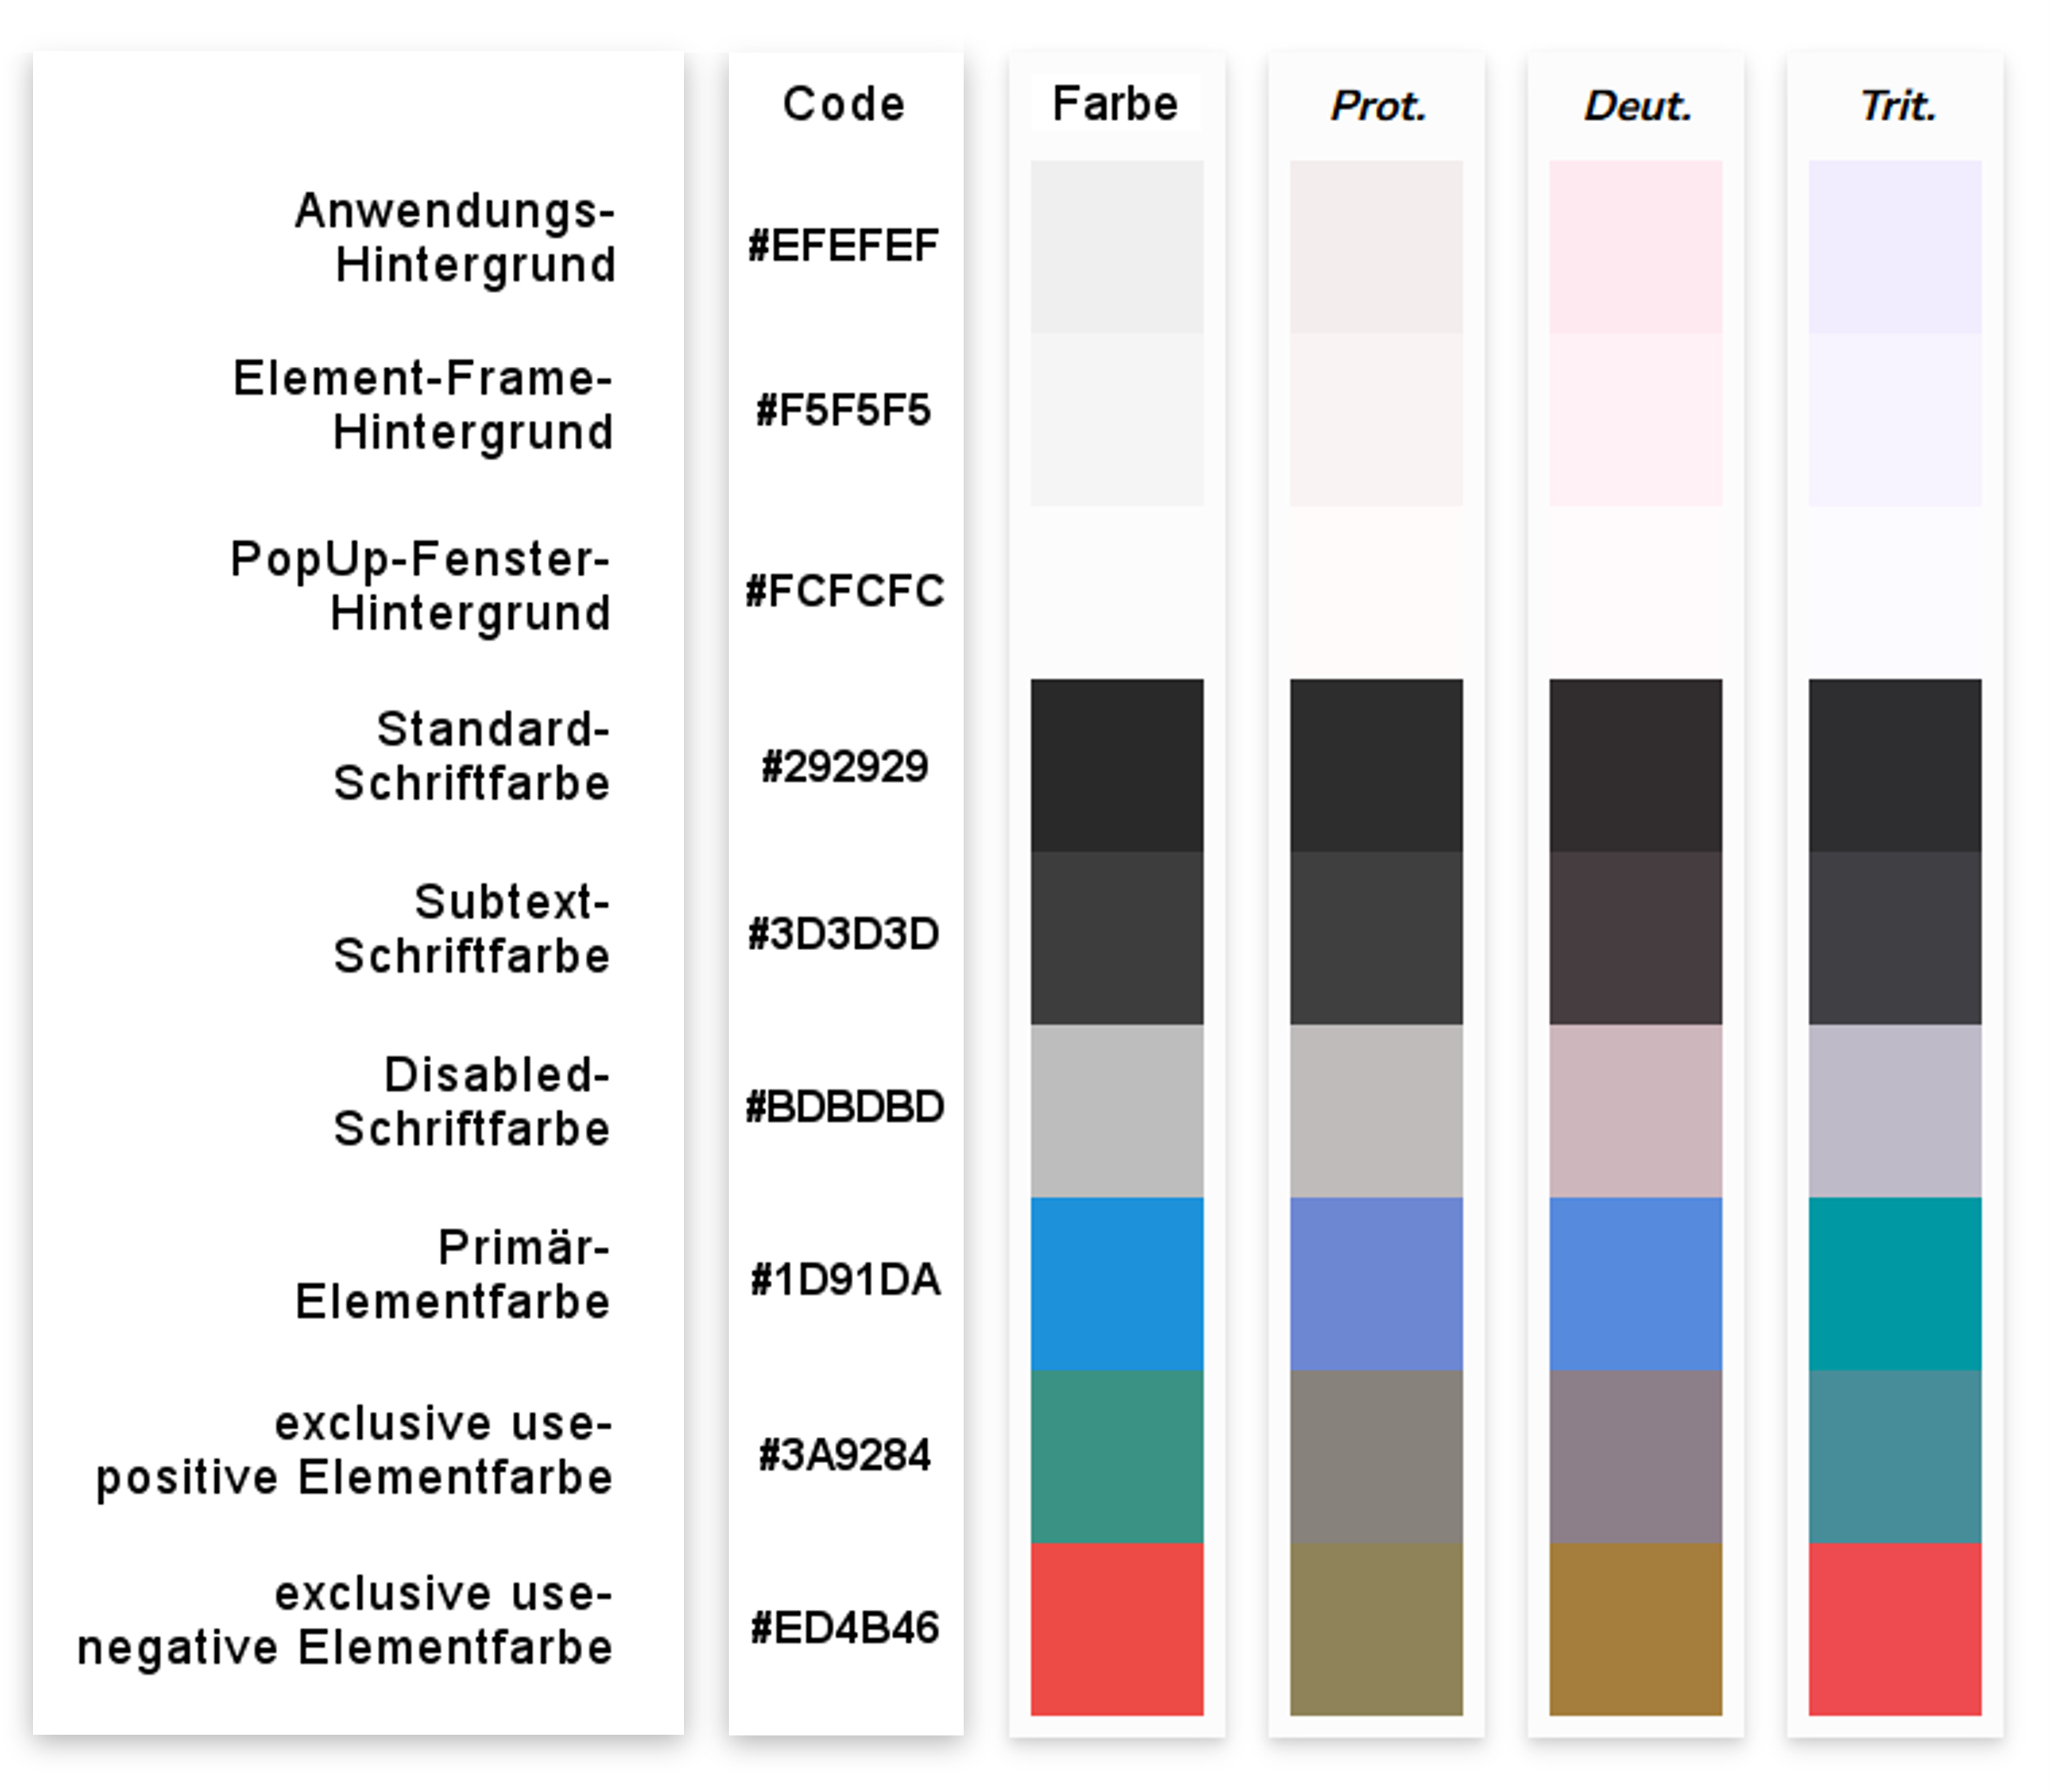 Code Farbe Prot. Deut. Trit.
Anwendungs-
Hintergrund
#EFEFEF
Element-Frame-
Hintergrund
#F5F5F5
PopUp-Fenster-
Hintergrund
#FCFCFC
Standard-
Schriftfarbe
#292929
Subtext-
Schriftfarbe
#3D3D3D
Disabled-
Schriftfarbe
#BDBDBD
Primär-
Elementfarbe
#1D91DA
exclusive use-
positive Elementfarbe
#3A9284
exclusive use-
negative Elementfarbe
#ED4B46